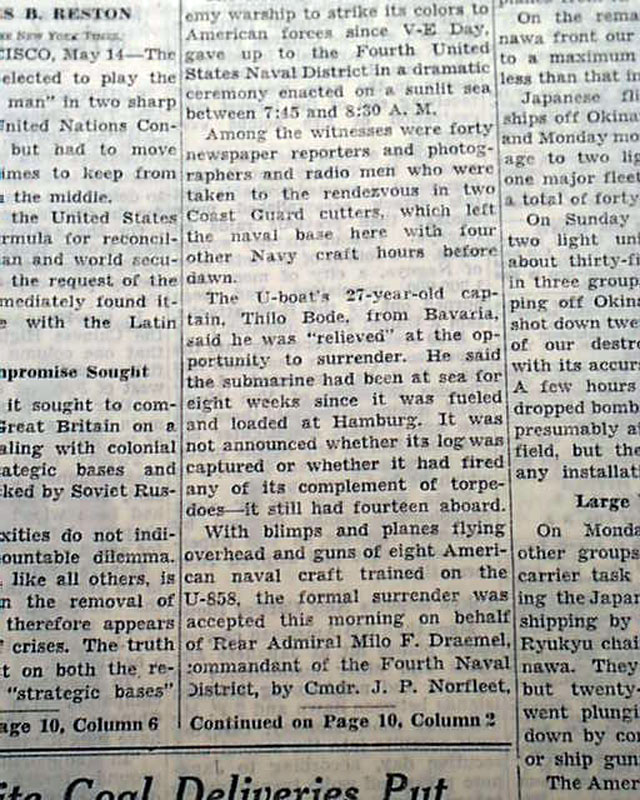 S B. RESTON
New York Times.
CISCO, May 14—The
elected to play the
man" in two sharp
United Nations Con-
but had to move
imes to keep from
the middle.
the United States
rmula for reconcil-
an and world secu-
the request of the
mediately found it-
e with the Latin
mpromise Sought
it sought to com-
Great Britain on a
aling with colonial
ategic bases and
ked by Soviet Rus-
xities do not indi-
ountable dilemma.
like all others, is
n the removal of
therefore appears
crises. The truth
t on both the re-
"strategic bases"
age 10, Column 6
emy warship to strike its colors to
American forces since V-E Day,
gave up to the Fourth United
States Naval District in a dramatic
ceremony enacted on a sunlit sea
between 7:45 and 8:30 A. M.
Among the witnesses were forty
newspaper reporters and photog-
raphers and radio men who were
taken to the rendezvous in two
Coast Guard cutters, which left
the naval base here with four
other Navy craft hours before
dawn.
The U-boat's 27-year-old cap-
tain, Thilo Bode, from Bavaria,
said he was "relieved" at the op-
portunity to surrender. He said
the submarine had been at sea for
eight weeks since it was fueled
and loaded at Hamburg. It was
not announced whether its log was
captured or whether it had fired
any of its complement of torpe-
does—it still had fourteen aboard.
With blimps and planes flying
overhead and guns of eight Ameri-
can naval craft trained on the
U-858, the formal surrender was
accepted this morning on behalf
of Rear Admiral Milo F. Draemel,
commandant of the Fourth Naval
District, by Cmdr. J. P. Norfleet,
Continued on Page 10, Column 2
On the rema
nawa front our
to a maximum
less than that in
Japanese fli
ships off Okina
and Monday mo
age to two lig
one major fleet
a total of forty
On Sunday
two light uni
about thirty-fi
in three group
ping off Okin
shot down twe
of our destro
with its accur
A few hours
dropped bomb
presumably a
field, but the
any installati
Large
On Monda
other groups
carrier task
ing the Japan
shipping by
Ryukyu chai
nawa. They
but twenty-
went plungi
down by co
or ship gun
The Amer
ite Coal Deliveries Put